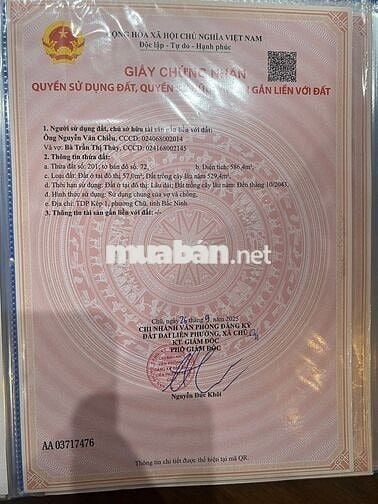 CỘNG HÒA XÃ HỘI CHỦ NGHĨA VIỆT NAM
Độc lập - Tự do - Hạnh phúc
GIẤY CHỨNG NHẬN
QUYỀN SỬ DỤNG ĐẤT, QUYỀN GẮN LIỀN VỚI ĐẤT
1. Người sử dụng đất, chủ sở hữu tài sản gắn liền với đất:
Ông Nguyễn Văn Chiều, CCCD: 024068002014
Và vợ: Bà Trần Thị Thủy, CCCD: 024168002145
2. Thông tin thửa đất:
a. Thửa đất số: 201; tờ bản đồ số: 72, b. Diện tích: 586,4m².
c. Loại đất: Đất ở tại đô thị 57,0m²; Đất trồng cây lâu năm 529,4m².
d. Thời hạn sử dụng: Đất ở tại đô thị: Lâu dài; Đất trồng cây lâu năm: Đến tháng 10/2043.
đ. Hình thức sử dụng: Sử dụng chung của vợ và chồng.
e. Địa chỉ: TDP Kép 1, phường Chũ, tỉnh Bắc Ninh.
3. Thông tin tài sản gắn liền với đất: -/-
muaban.net
Chũ, ngày 26 tháng 9 năm 2025
CHI NHÁNH VĂN PHÒNG ĐĂNG KÝ
ĐẤT ĐAI LIÊN PHƯỜNG, XÃ CHŨ
KT. GIÁM ĐỐC
PHÓ GIÁM ĐỐC
Nguyễn Đức Khôi
AA 03717476
Thông tin chi tiết được thể hiện tại mã QR.